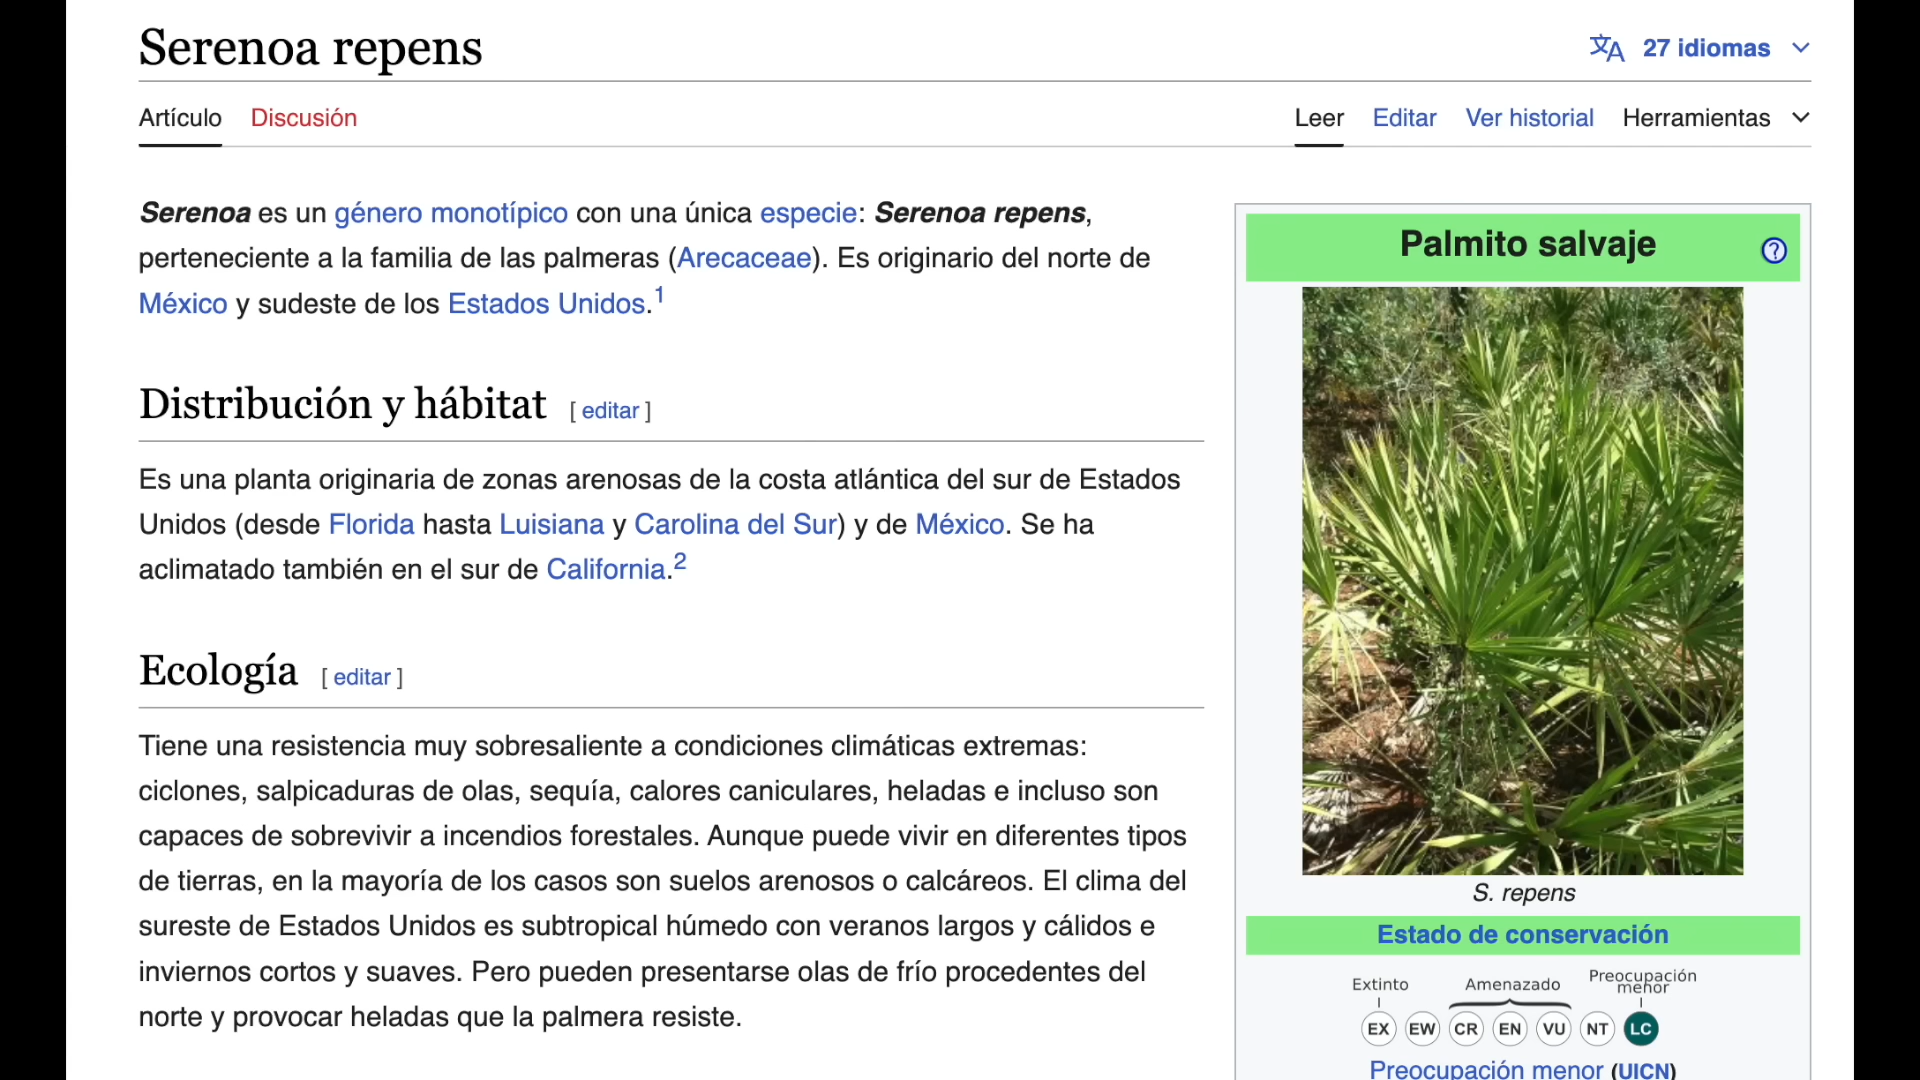 Serenoa repens
27 idiomas
Artículo Discusión
Leer Editar Ver historial Herramientas
Serenoa es un género monotípico con una única especie: Serenoa repens,
perteneciente a la familia de las palmeras (Arecaceae). Es originario del norte de
México y sudeste de los Estados Unidos.1
Distribución y hábitat [ editar ]
Es una planta originaria de zonas arenosas de la costa atlántica del sur de Estados
Unidos (desde Florida hasta Luisiana y Carolina del Sur) y de México. Se ha
aclimatado también en el sur de California.2
Ecología [ editar ]
Tiene una resistencia muy sobresaliente a condiciones climáticas extremas:
ciclones, salpicaduras de olas, sequía, calores caniculares, heladas e incluso son
capaces de sobrevivir a incendios forestales. Aunque puede vivir en diferentes tipos
de tierras, en la mayoría de los casos son suelos arenosos o calcáreos. El clima del
sureste de Estados Unidos es subtropical húmedo con veranos largos y cálidos e
inviernos cortos y suaves. Pero pueden presentarse olas de frío procedentes del
norte y provocar heladas que la palmera resiste.
Palmito salvaje
S. repens
Estado de conservación
Extinto Amenazado Preocupación
menor
EX EW CR EN VU NT LC
Preocupación menor (UICN)